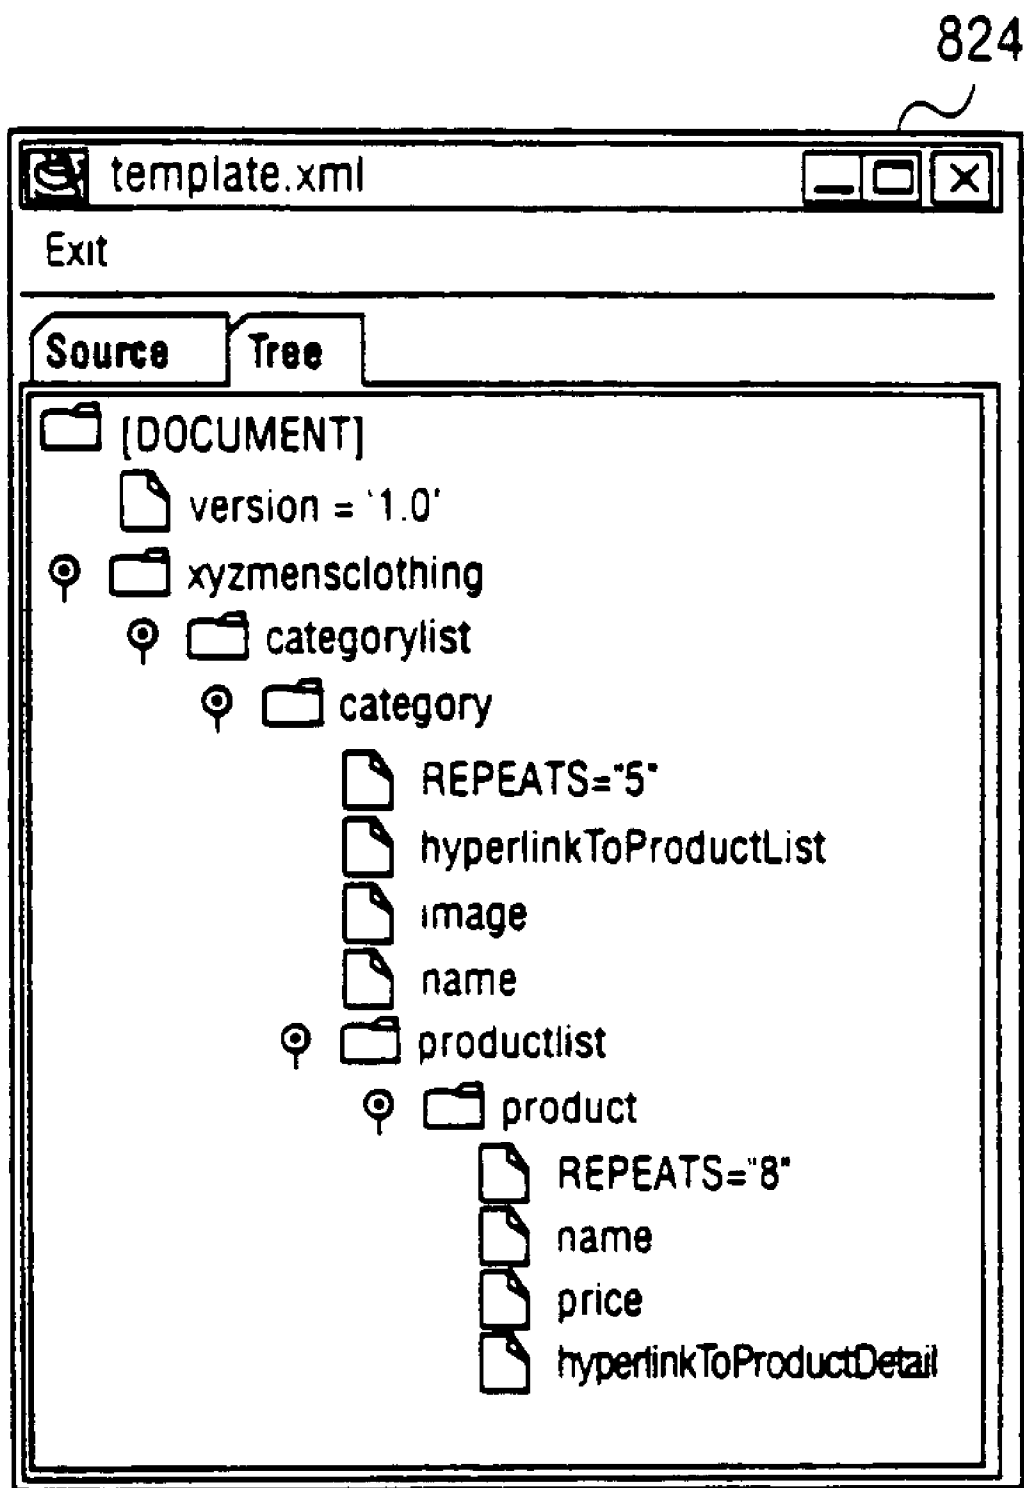 824
template.xml
Exit
Source Tree
[DOCUMENT]
version = '1.0'
xyzmensclothing
categorylist
category
REPEATS="5"
hyperlinkToProductList
image
name
productlist
product
REPEATS="8"
name
price
hyperlinkToProductDetail